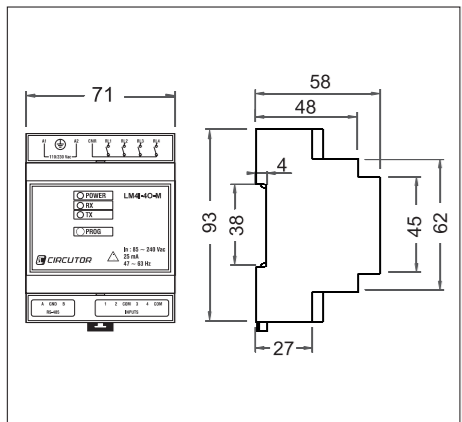 58
71
48
A1 A2 CNB RL1 RL2 RL3 RL4
110/230 Vac
4
POWER
RX
TX
LM4I-4O-M
PROG
93
38
45
62
In : 85 ~ 240 Vac
25 mA
47 ~ 63 Hz
CIRCUTOR
A GND B
RS-485
1 2 COM 3 4 COM
INPUTS
27